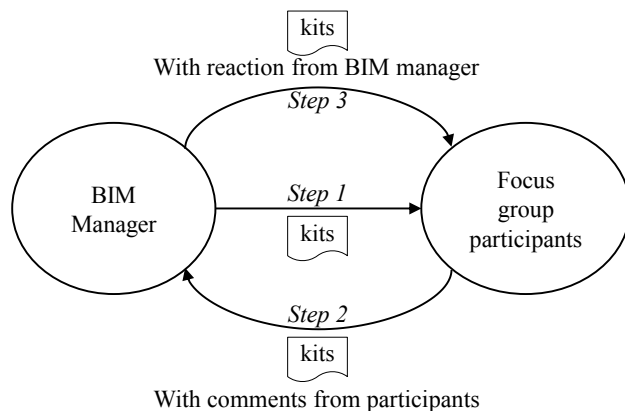 kits
With reaction from BIM manager
Step 3
BIM
Manager
Step 1
kits
Focus
group
participants
Step 2
kits
With comments from participants